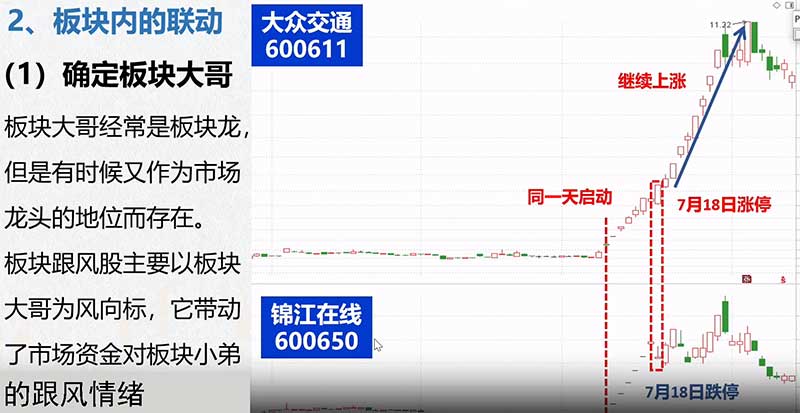 2、板块内的联动
(1）确定板块大哥
板块大哥经常是板块龙，
但是有时候又作为市场
龙头的地位而存在。
板块跟风股主要以板块
大哥为风向标，它带动
了市场资金对板块小弟
的跟风情绪
大众交通
600611
11.22
继续上涨
同一天启动
7月18日涨停
锦江在线
600650
7月18日跌停